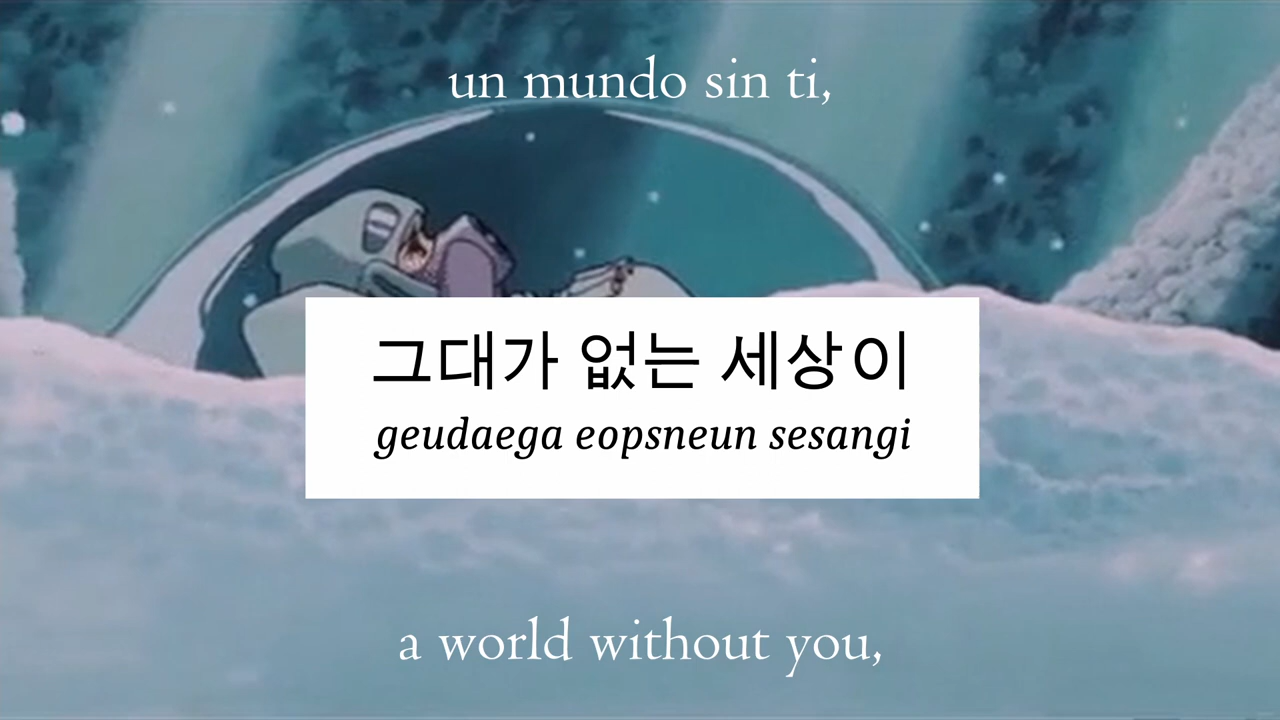 un mundo sin ti,
그대가 없는 세상이
geudaega eopsneun sesangi
a world without you,